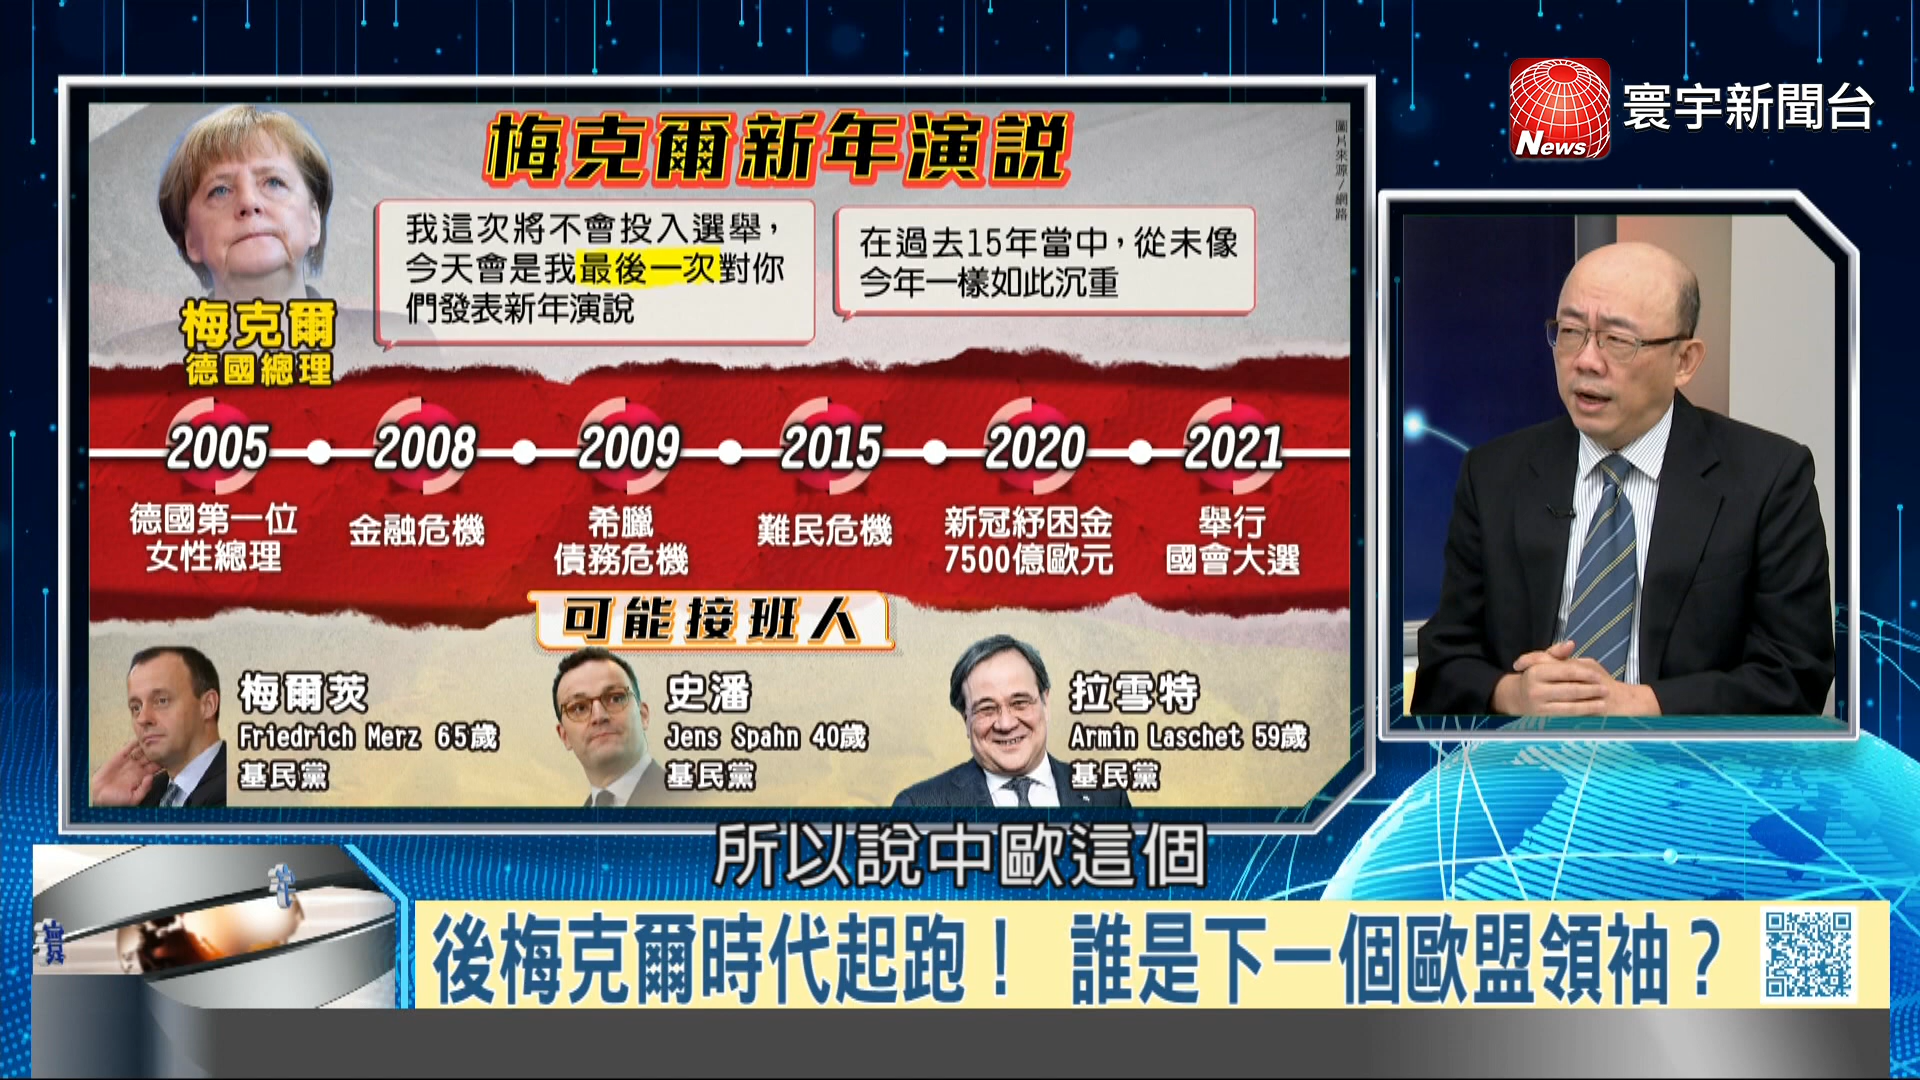 梅克爾新年演說
圖片來源/網路
News
寰宇新聞台
我這次將不會投入選舉，
今天會是我最後一次對你
們發表新年演說
在過去15年當中，從未像
今年一樣如此沉重
梅克爾
德國總理
2005
2008
2009
2015
2020
2021
德國第一位
女性總理
金融危機
希臘
債務危機
難民危機
新冠紓困金
7500億歐元
舉行
國會大選
可能接班人
梅爾茨
Friedrich Merz 65歲
基民黨
史潘
Jens Spahn 40歲
基民黨
拉雪特
Armin Laschet 59歲
基民黨
所以說中歐這個
後梅克爾時代起跑！ 誰是下一個歐盟領袖？